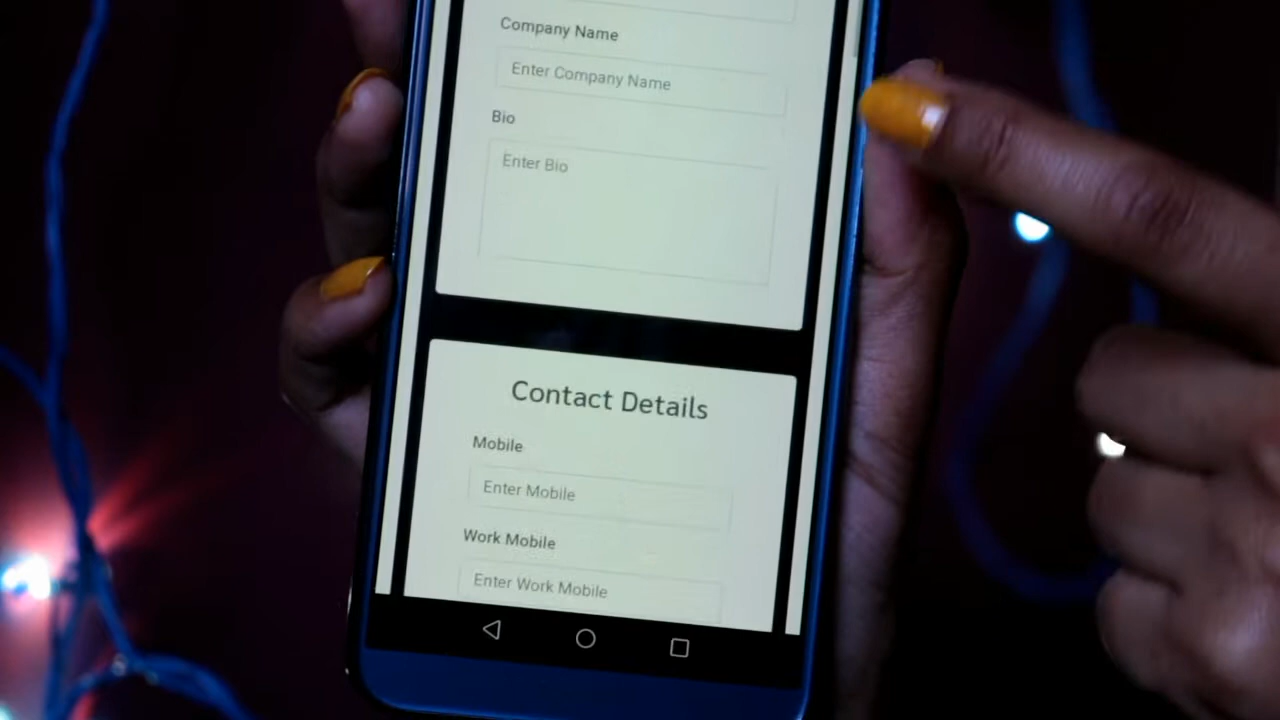 Company Name
Enter Company Name
Bio
Enter Bio
Contact Details
Mobile
Enter Mobile
Work Mobile
Enter Work Mobile